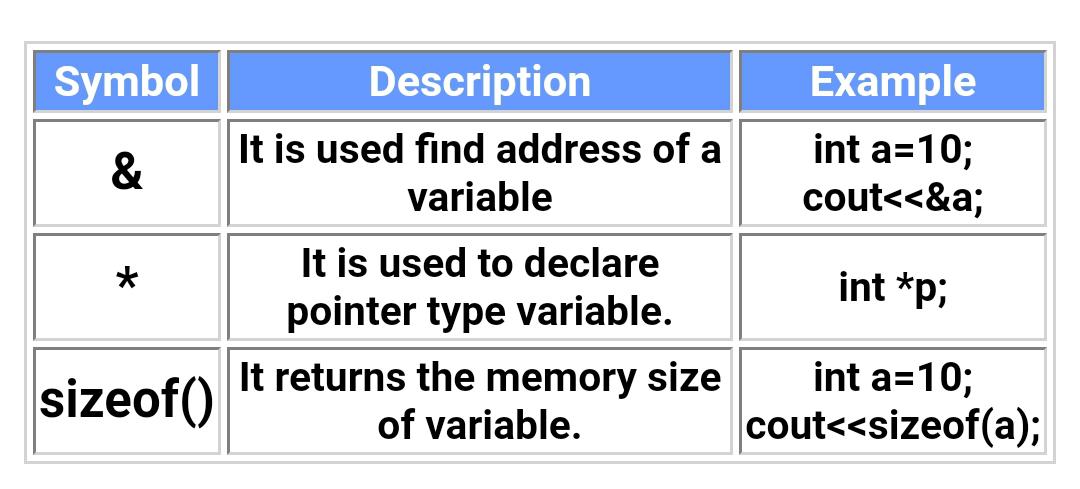 Symbol Description Example
& It is used find address of a
variable int a=10;
cout<<&a;
* It is used to declare
pointer type variable. int *p;
sizeof() It returns the memory size
of variable. int a=10;
cout<<sizeof(a);